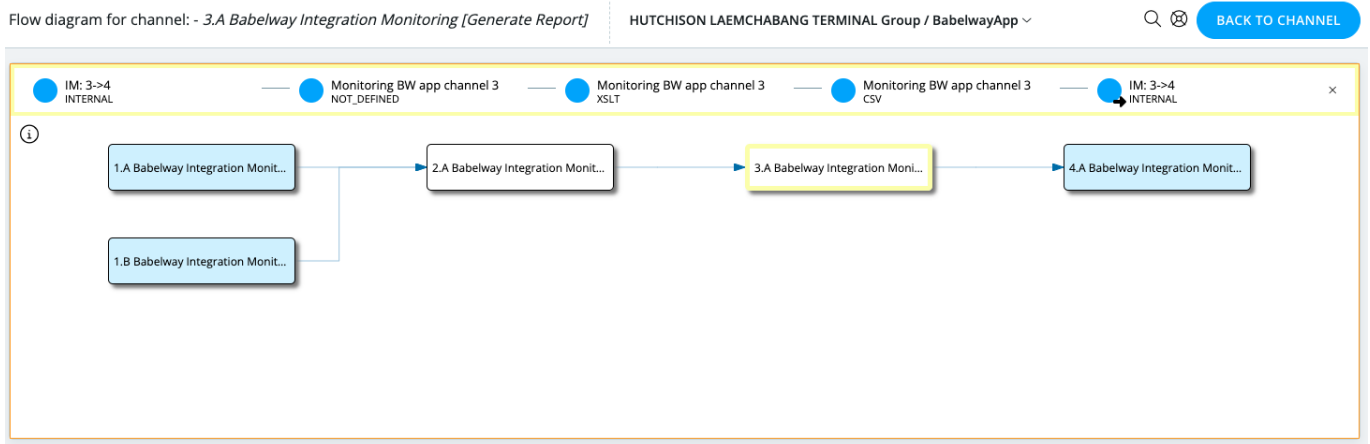 Flow diagram for channel: - 3.A Babelway Integration Monitoring [Generate Report]
HUTCHISON LAEMCHABANG TERMINAL Group / BabelwayApp
BACK TO CHANNEL
IM: 3->4
INTERNAL
Monitoring BW app channel 3
NOT_DEFINED
Monitoring BW app channel 3
XSLT
Monitoring BW app channel 3
CSV
IM: 3->4
INTERNAL
×
i
1.A Babelway Integration Monit...
2.A Babelway Integration Monit...
3.A Babelway Integration Moni...
4.A Babelway Integration Monit...
1.B Babelway Integration Monit...